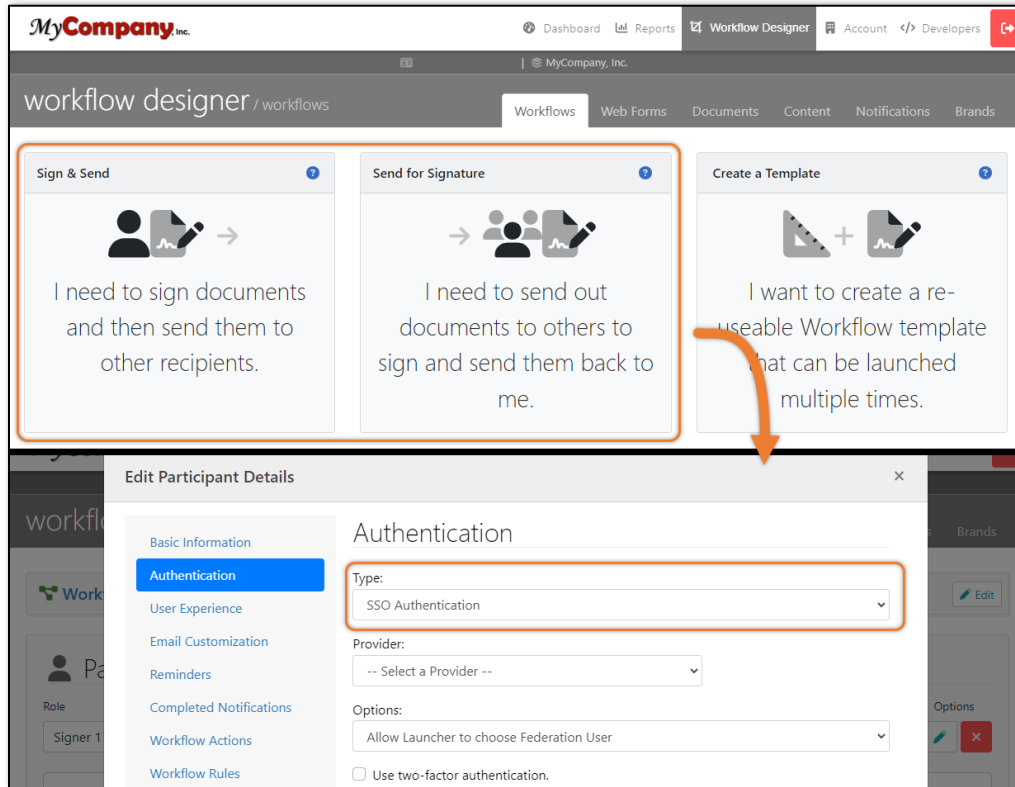 MyCompany, Inc.
Dashboard Reports Workflow Designer Account </> Developers
| MyCompany, Inc.
workflow designer / workflows
Workflows Web Forms Documents Content Notifications Brands
Sign & Send ?
Send for Signature ?
Create a Template ?
I need to sign documents
and then send them to
other recipients.
I need to send out
documents to others to
sign and send them back to
me.
I want to create a re-
useable Workflow template
that can be launched
multiple times.
Edit Participant Details ×
workfl
Brands
Work
Edit
Pa
Role
Signer 1
Options
Basic Information
Authentication
User Experience
Email Customization
Reminders
Completed Notifications
Workflow Actions
Workflow Rules
Authentication
Type:
SSO Authentication
Provider:
-- Select a Provider --
Options:
Allow Launcher to choose Federation User
Use two-factor authentication.